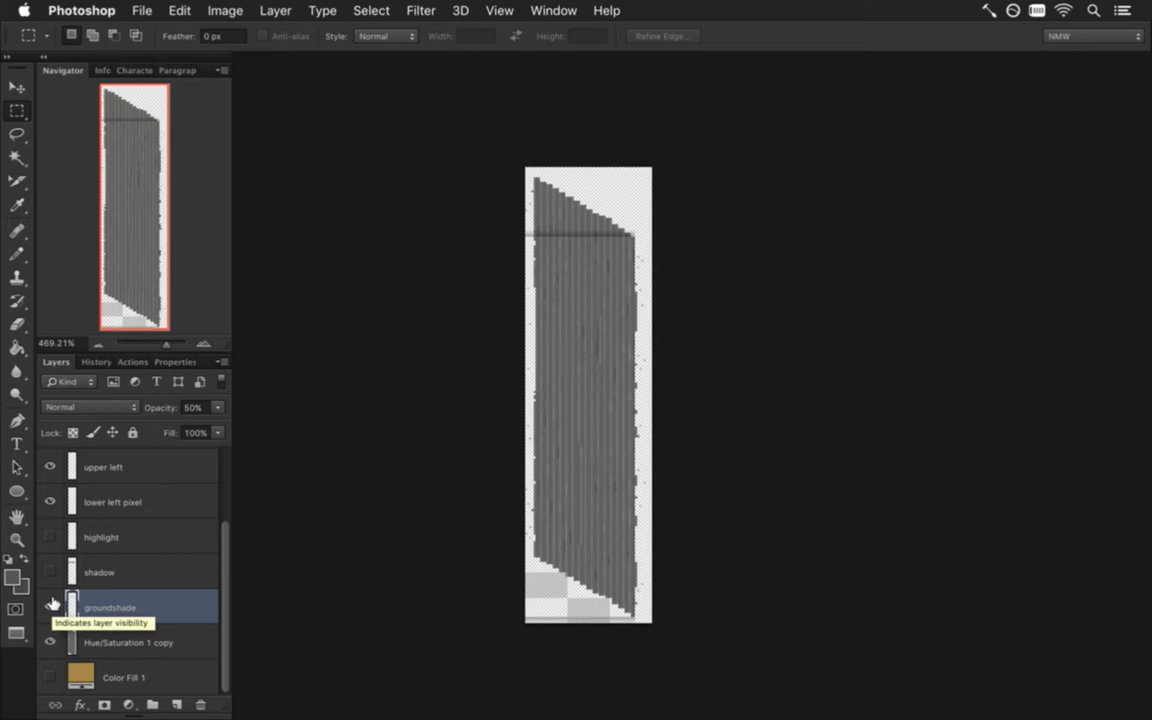 Photoshop File Edit Image Layer Type Select Filter 3D View Window Help
Feather: 0 px Anti-alias Style: Normal Width: Height: Refine Edge... NMW
Navigator Info Characte Paragrap
469.21%
Layers History Actions Properties
Kind
Normal Opacity: 50%
Lock: Fill: 100%
upper left
lower left pixel
highlight
shadow
groundshade
Indicates layer visibility
Hue/Saturation 1 copy
Color Fill 1
fx